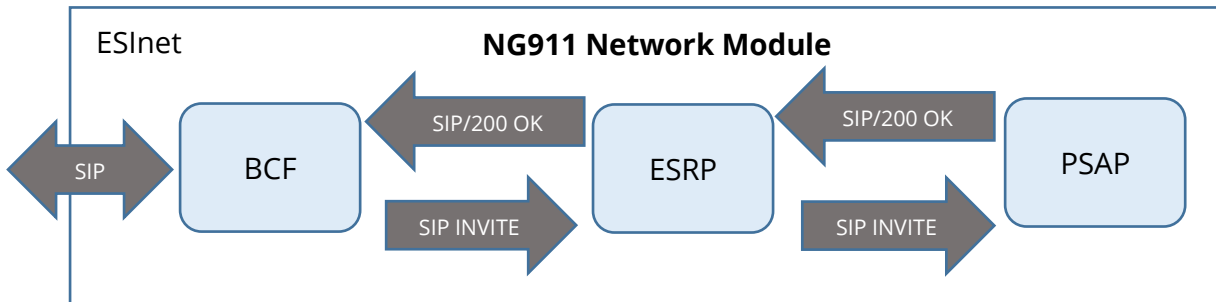 ESInet
NG911 Network Module
SIP/200 OK
SIP/200 OK
SIP
BCF
ESRP
PSAP
SIP INVITE
SIP INVITE